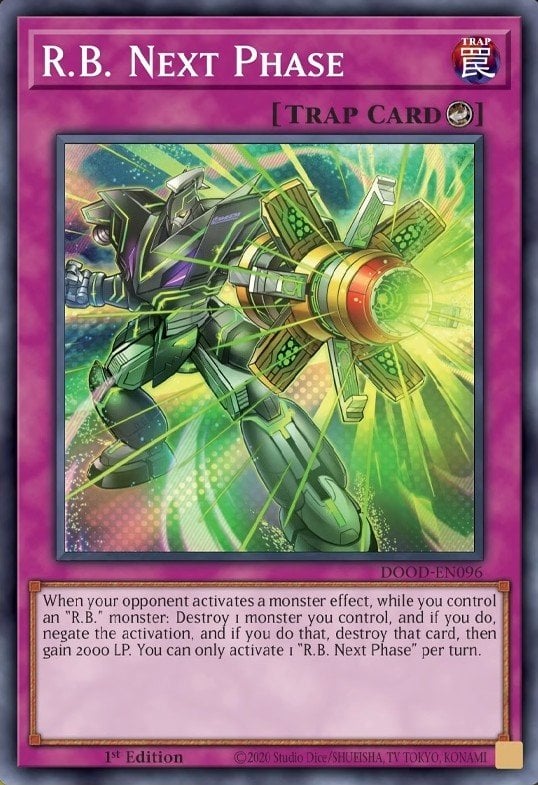 R.B. Next Phase
TRAP
罠
[Trap Card]
DOOD-EN096
When your opponent activates a monster effect, while you control
an "R.B." monster: Destroy 1 monster you control, and if you do,
negate the activation, and if you do that, destroy that card, then
gain 2000 LP. You can only activate 1 "R.B. Next Phase" per turn.
1st Edition
©2020 Studio Dice/SHUEISHA, TV TOKYO, KONAMI